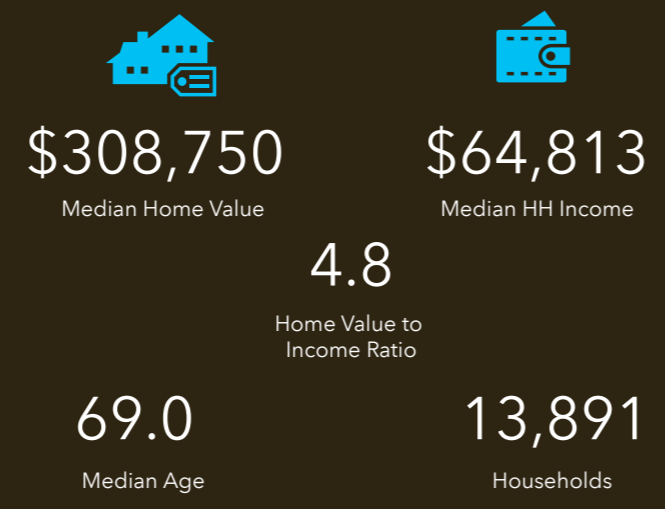 $308,750
Median Home Value
$64,813
Median HH Income
4.8
Home Value to
Income Ratio
69.0
Median Age
13,891
Households